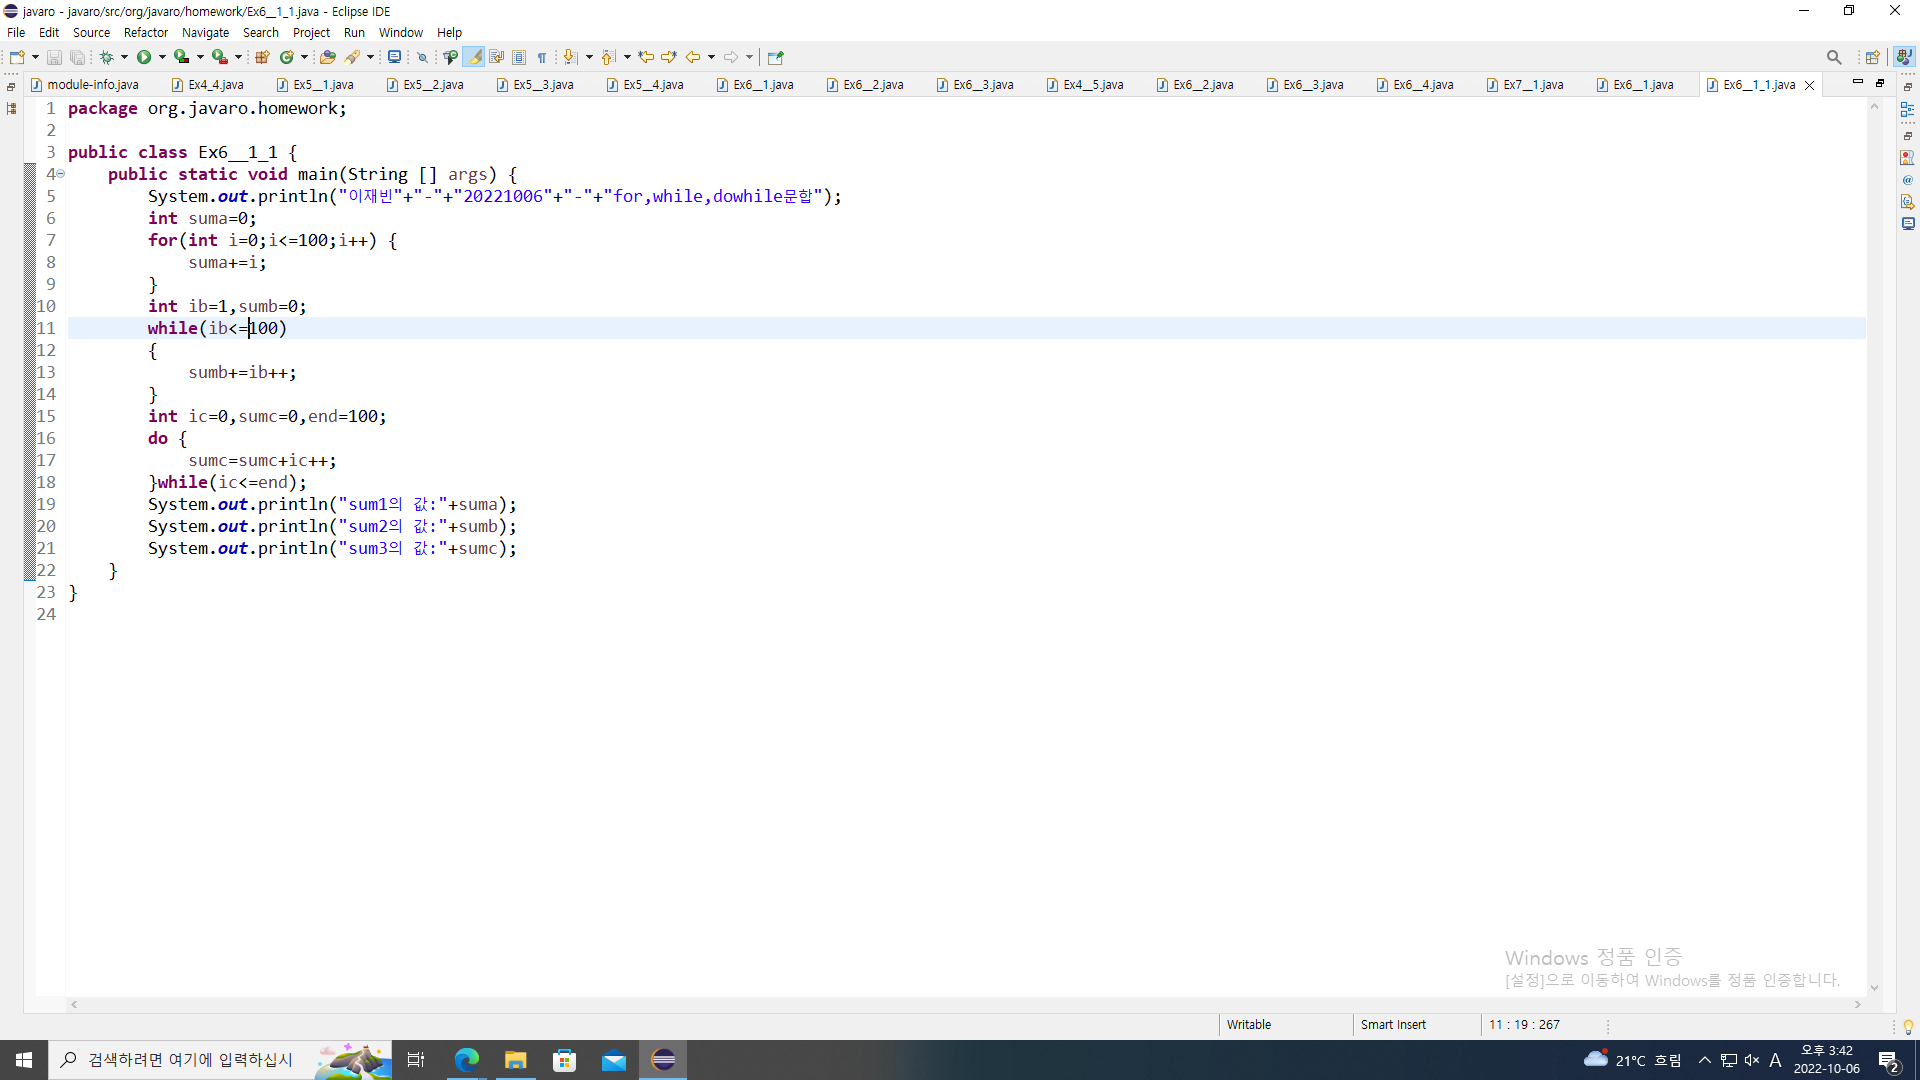 javaro - javaro/src/org/javaro/homework/Ex6__1_1.java - Eclipse IDE
File Edit Source Refactor Navigate Search Project Run Window Help
module-info.java Ex4_4.java Ex5__1.java Ex5__2.java Ex5__3.java Ex5__4.java Ex6__1.java Ex6__2.java Ex6__3.java Ex4__5.java Ex6__2.java Ex6__3.java Ex6__4.java Ex7__1.java Ex6__1.java Ex6__1_1.java
1 package org.javaro.homework;
2
3 public class Ex6__1_1 {
4 public static void main(String [] args) {
5 System.out.println("이재빈"+"-"+"20221006"+"-"+"for,while,dowhile문합");
6 int suma=0;
7 for(int i=0;i<=100;i++) {
8 suma+=i;
9 }
10 int ib=1,sumb=0;
11 while(ib<=100)
12 {
13 sumb+=ib++;
14 }
15 int ic=0,sumc=0,end=100;
16 do {
17 sumc=sumc+ic++;
18 }while(ic<=end);
19 System.out.println("sum1의 값:"+suma);
20 System.out.println("sum2의 값:"+sumb);
21 System.out.println("sum3의 값:"+sumc);
22 }
23 }
24
Windows 정품 인증
[설정]으로 이동하여 Windows를 정품 인증합니다.
Writable Smart Insert 11 : 19 : 267
검색하려면 여기에 입력하십시
21°C 흐림 A 오후 3:42
2022-10-06 2